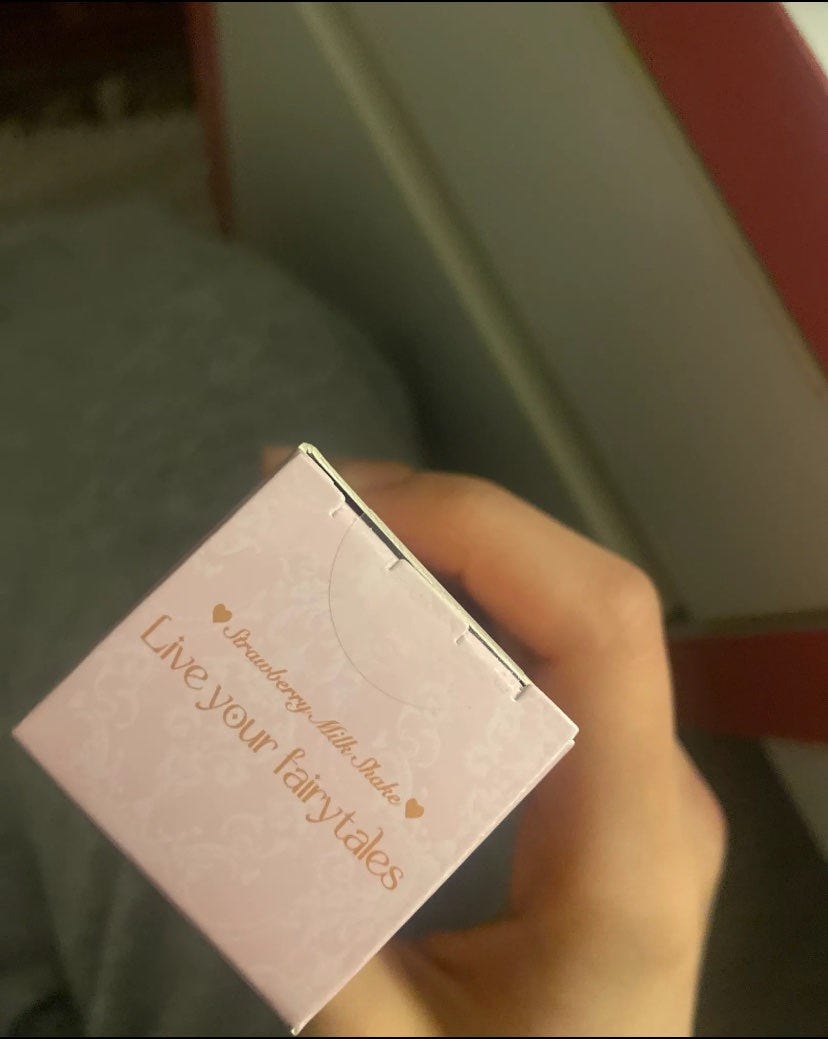 ♥ Strawberry Milk Shake ♥
Live your fairytales